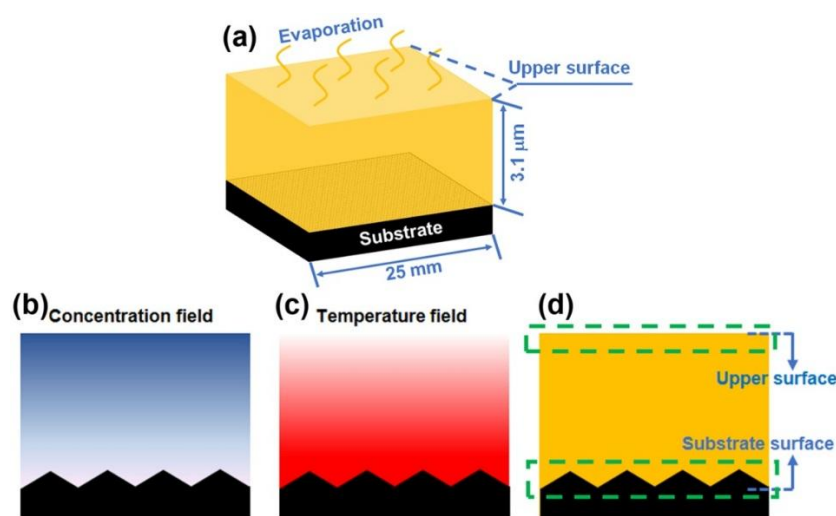 (a)
Evaporation
Upper surface
3.1 μm
Substrate
25 mm
(b) Concentration field
(c) Temperature field
(d)
Upper surface
Substrate surface